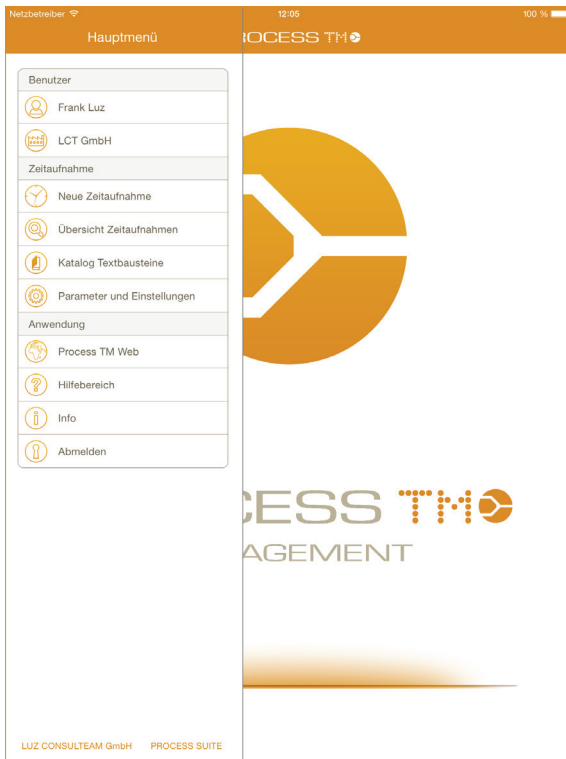 Netzbetreiber 12:05 100 %
Hauptmenü
OCESS TM
Benutzer
Frank Luz
LCT GmbH
Zeitaufnahme
Neue Zeitaufnahme
Übersicht Zeitaufnahmen
Katalog Textbausteine
Parameter und Einstellungen
Anwendung
Process TM Web
Hilfebereich
Info
Abmelden
CESS TM
AGEMENT
LUZ CONSULTEAM GmbH PROCESS SUITE